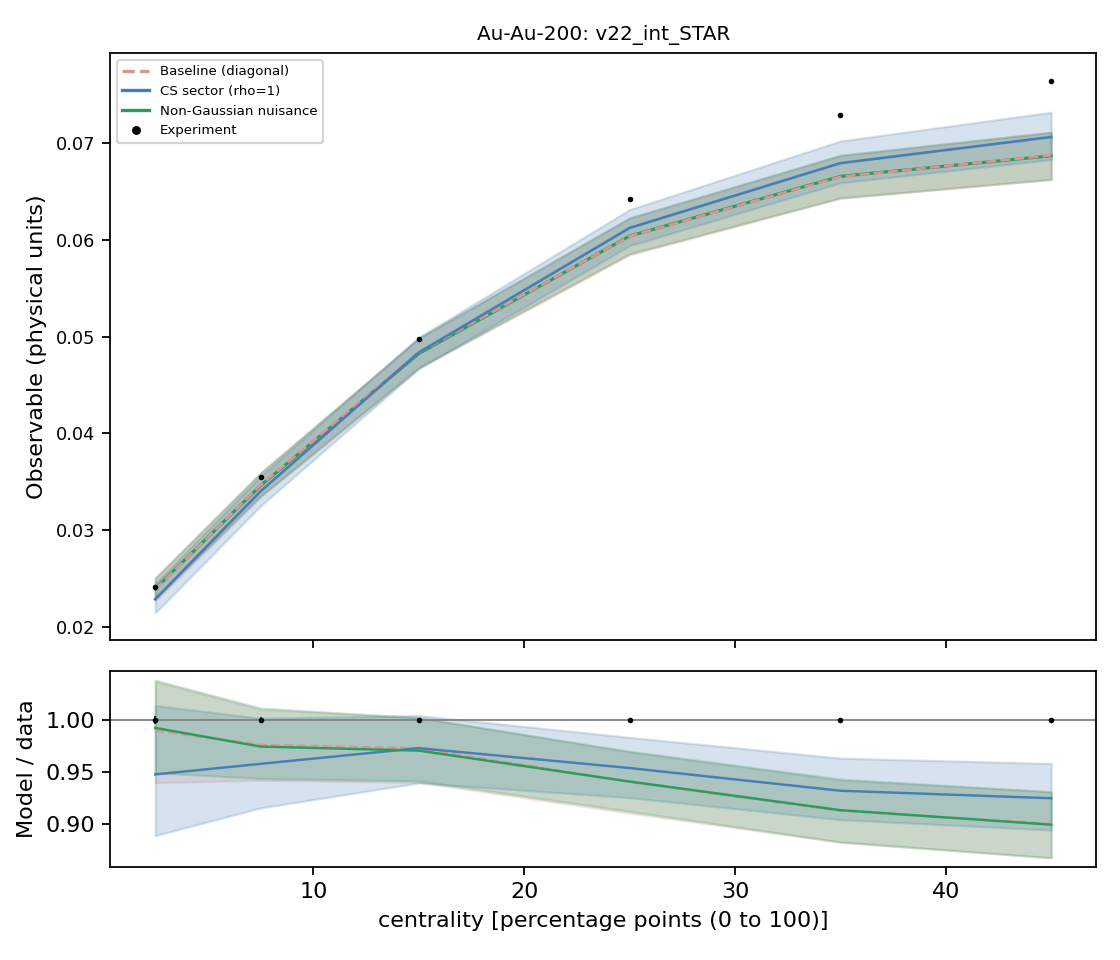 Au-Au-200: v22_int_STAR
Baseline (diagonal)
CS sector (rho=1)
Non-Gaussian nuisance
Experiment
Observable (physical units)
0.07
0.06
0.05
0.04
0.03
0.02
Model / data
1.00
0.95
0.90
10 20 30 40
centrality [percentage points (0 to 100)]